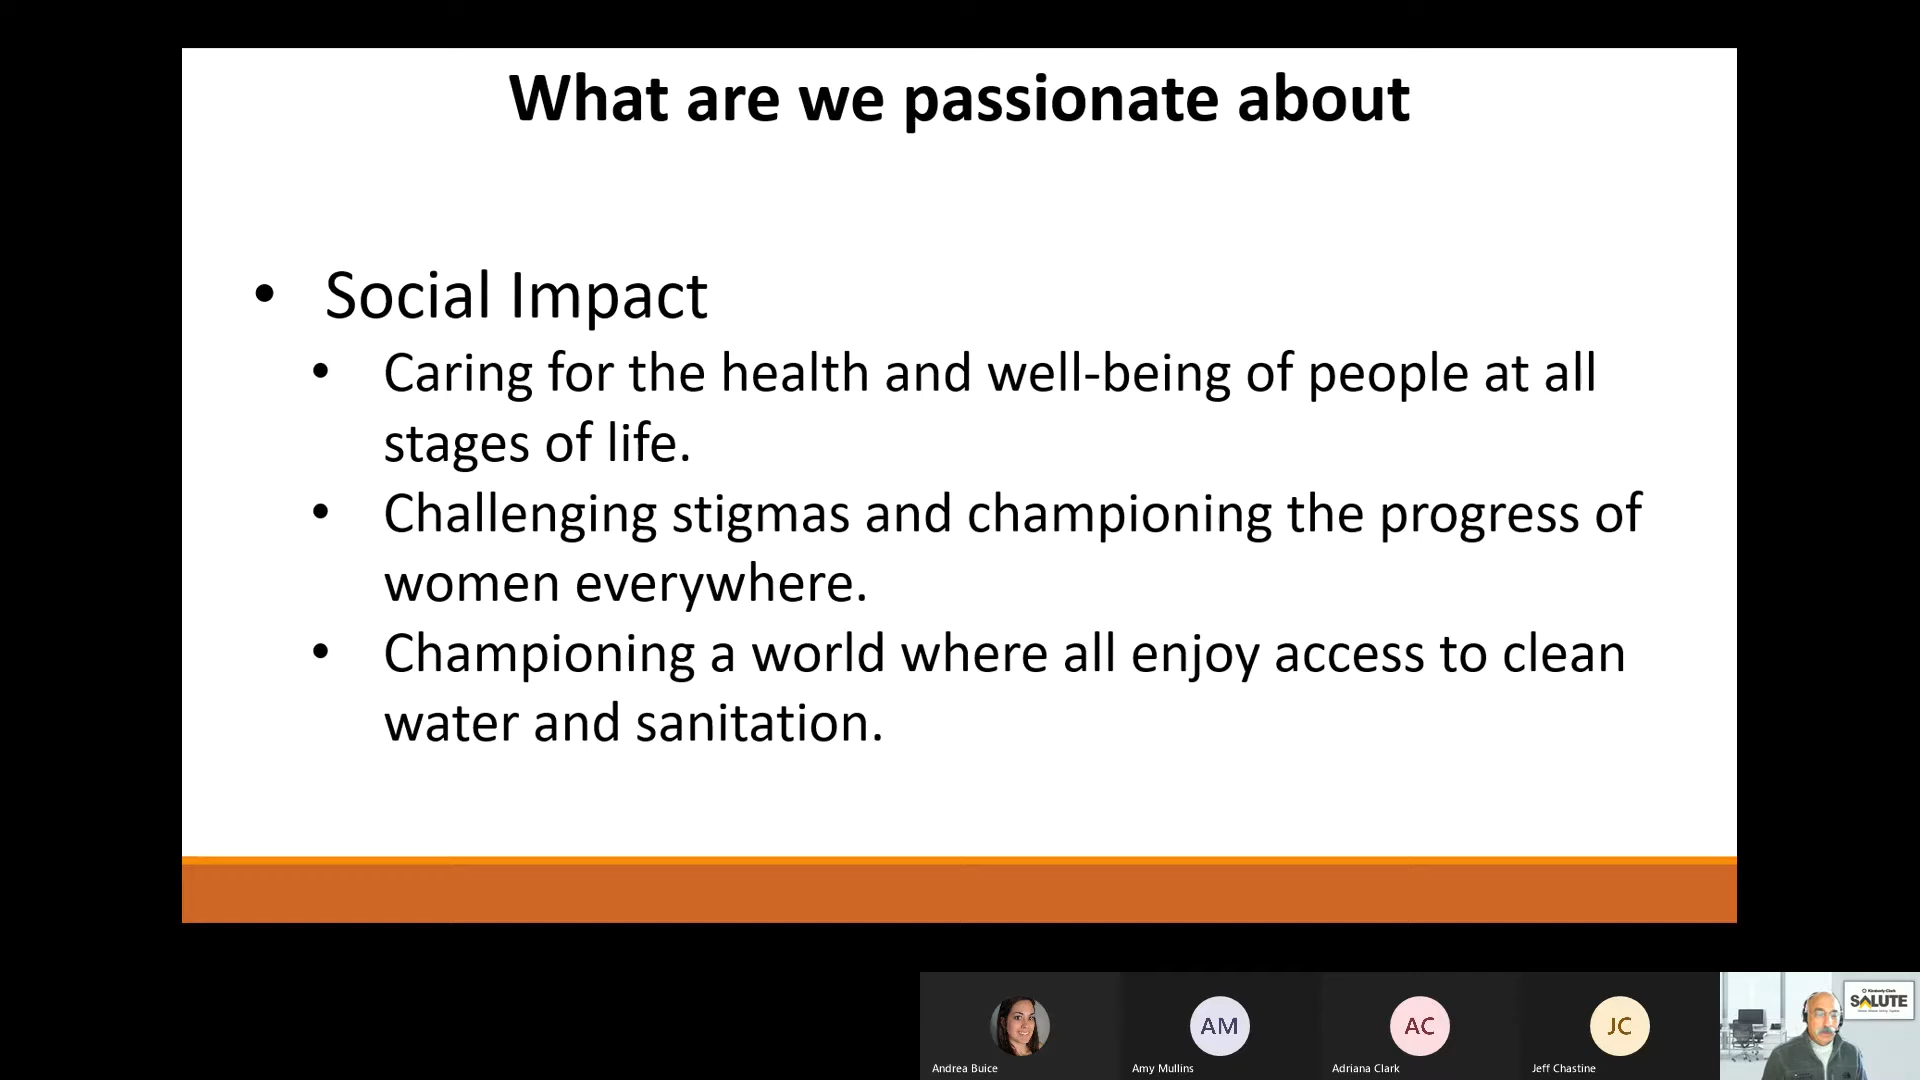 What are we passionate about
• Social Impact
• Caring for the health and well-being of people at all
stages of life.
• Challenging stigmas and championing the progress of
women everywhere.
• Championing a world where all enjoy access to clean
water and sanitation.
AM
AC
JC
Andrea Buice
Amy Mullins
Adriana Clark
Jeff Chastine
Kimberly-Clark
SALUTE